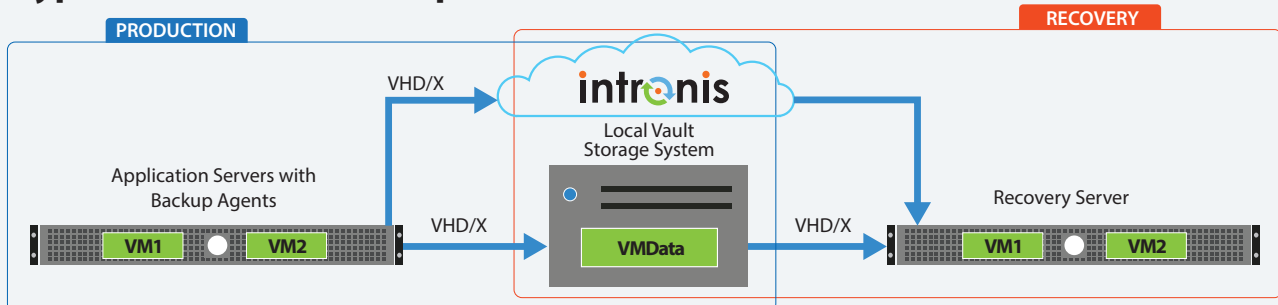 PRODUCTION
RECOVERY
VHD/X
intronis
Local Vault
Storage System
Application Servers with
Backup Agents
Recovery Server
VHD/X
VHD/X
VM1
VM2
VMData
VM1
VM2